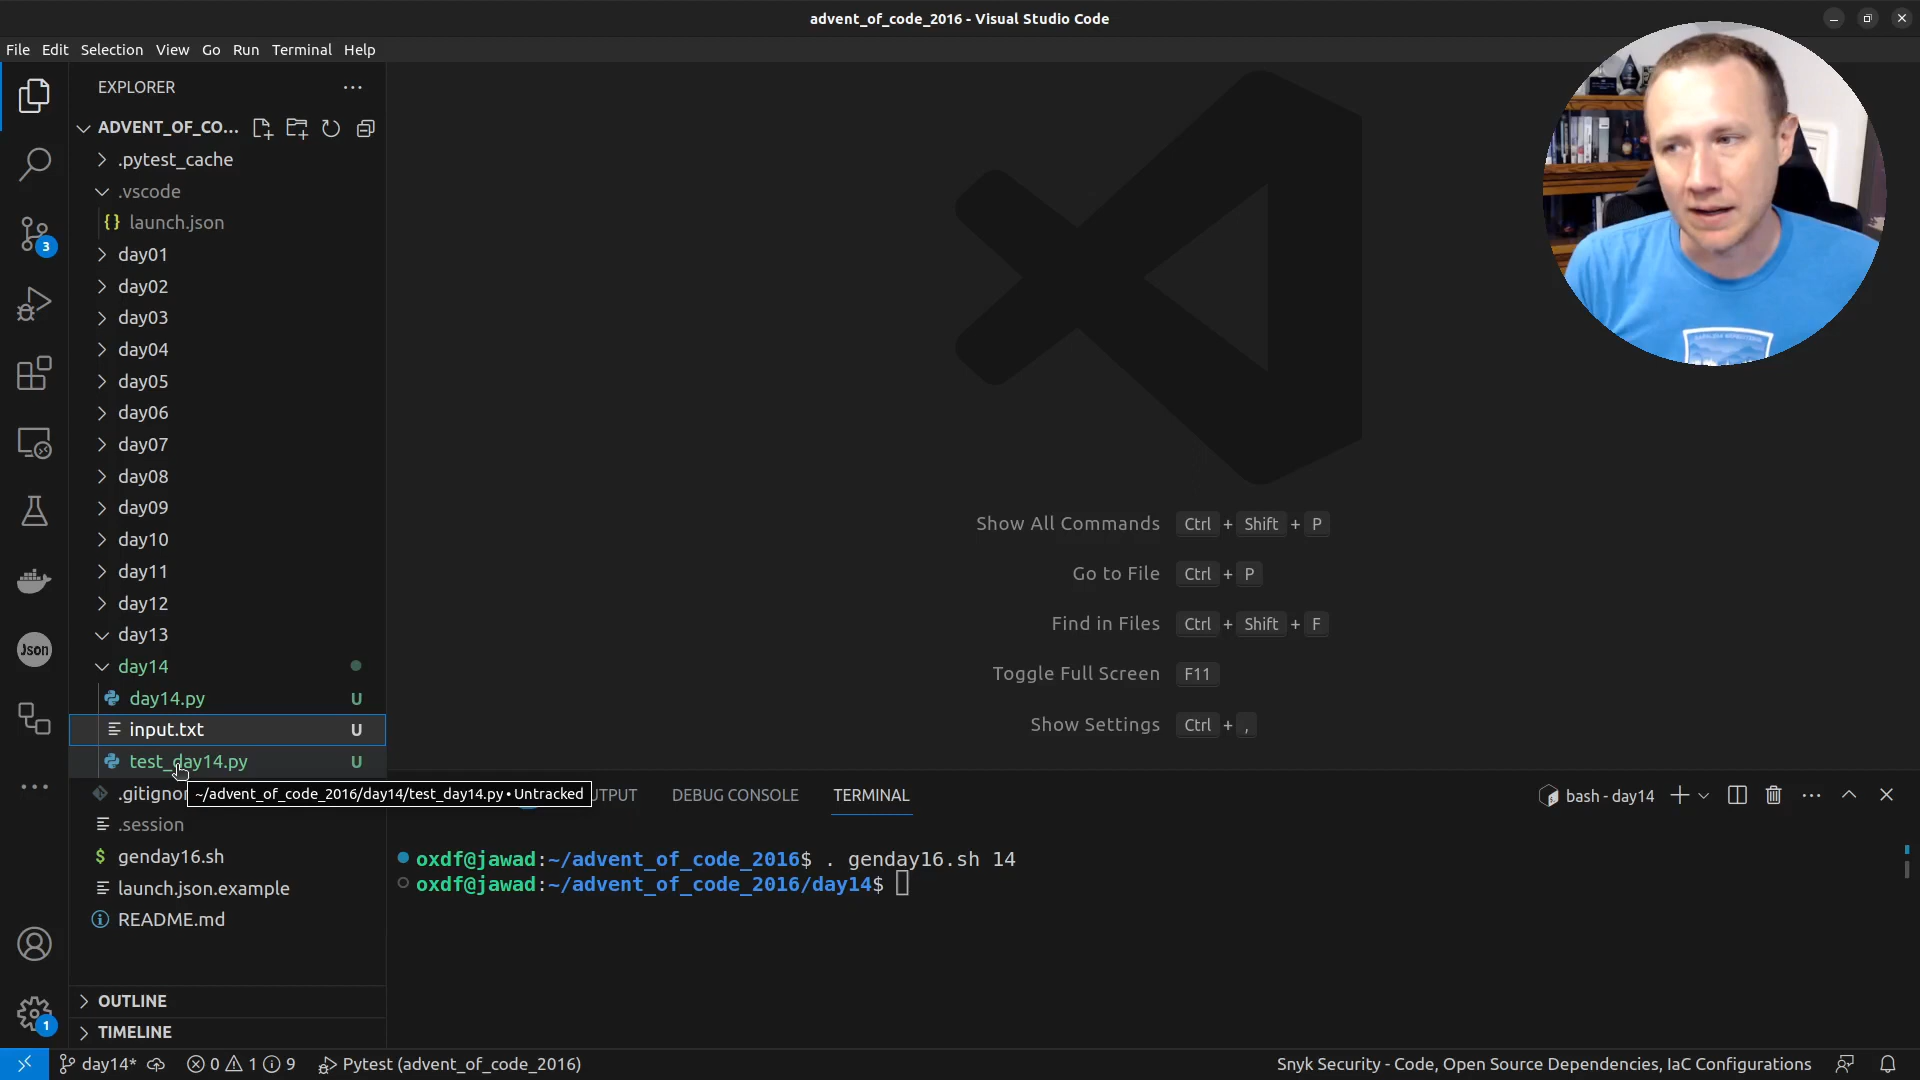 advent_of_code_2016 - Visual Studio Code
File Edit Selection View Go Run Terminal Help
EXPLORER
ADVENT_OF_CO...
.pytest_cache
.vscode
{} launch.json
day01
day02
day03
day04
day05
day06
day07
day08
day09
day10
day11
day12
day13
day14
day14.py U
input.txt U
test_day14.py U
~/advent_of_code_2016/day14/test_day14.py • Untracked
.session
$ genday16.sh
launch.json.example
README.md
OUTLINE
TIMELINE
3
Json
1
Show All Commands Ctrl + Shift + P
Go to File Ctrl + P
Find in Files Ctrl + Shift + F
Toggle Full Screen F11
Show Settings Ctrl + ,
DEBUG CONSOLE TERMINAL
bash - day14
oxdf@jawad:~/advent_of_code_2016$ . genday16.sh 14
oxdf@jawad:~/advent_of_code_2016/day14$
day14* 0 1 9 Pytest (advent_of_code_2016)
Snyk Security - Code, Open Source Dependencies, IaC Configurations